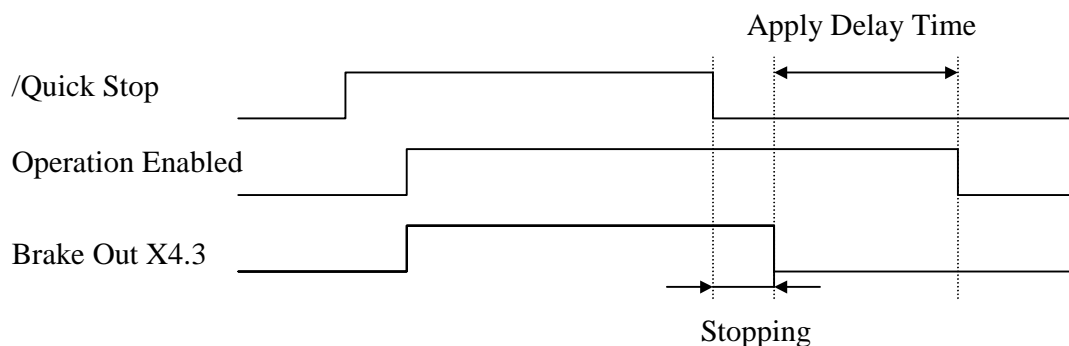 Apply Delay Time
/Quick Stop
Operation Enabled
Brake Out X4.3
Stopping